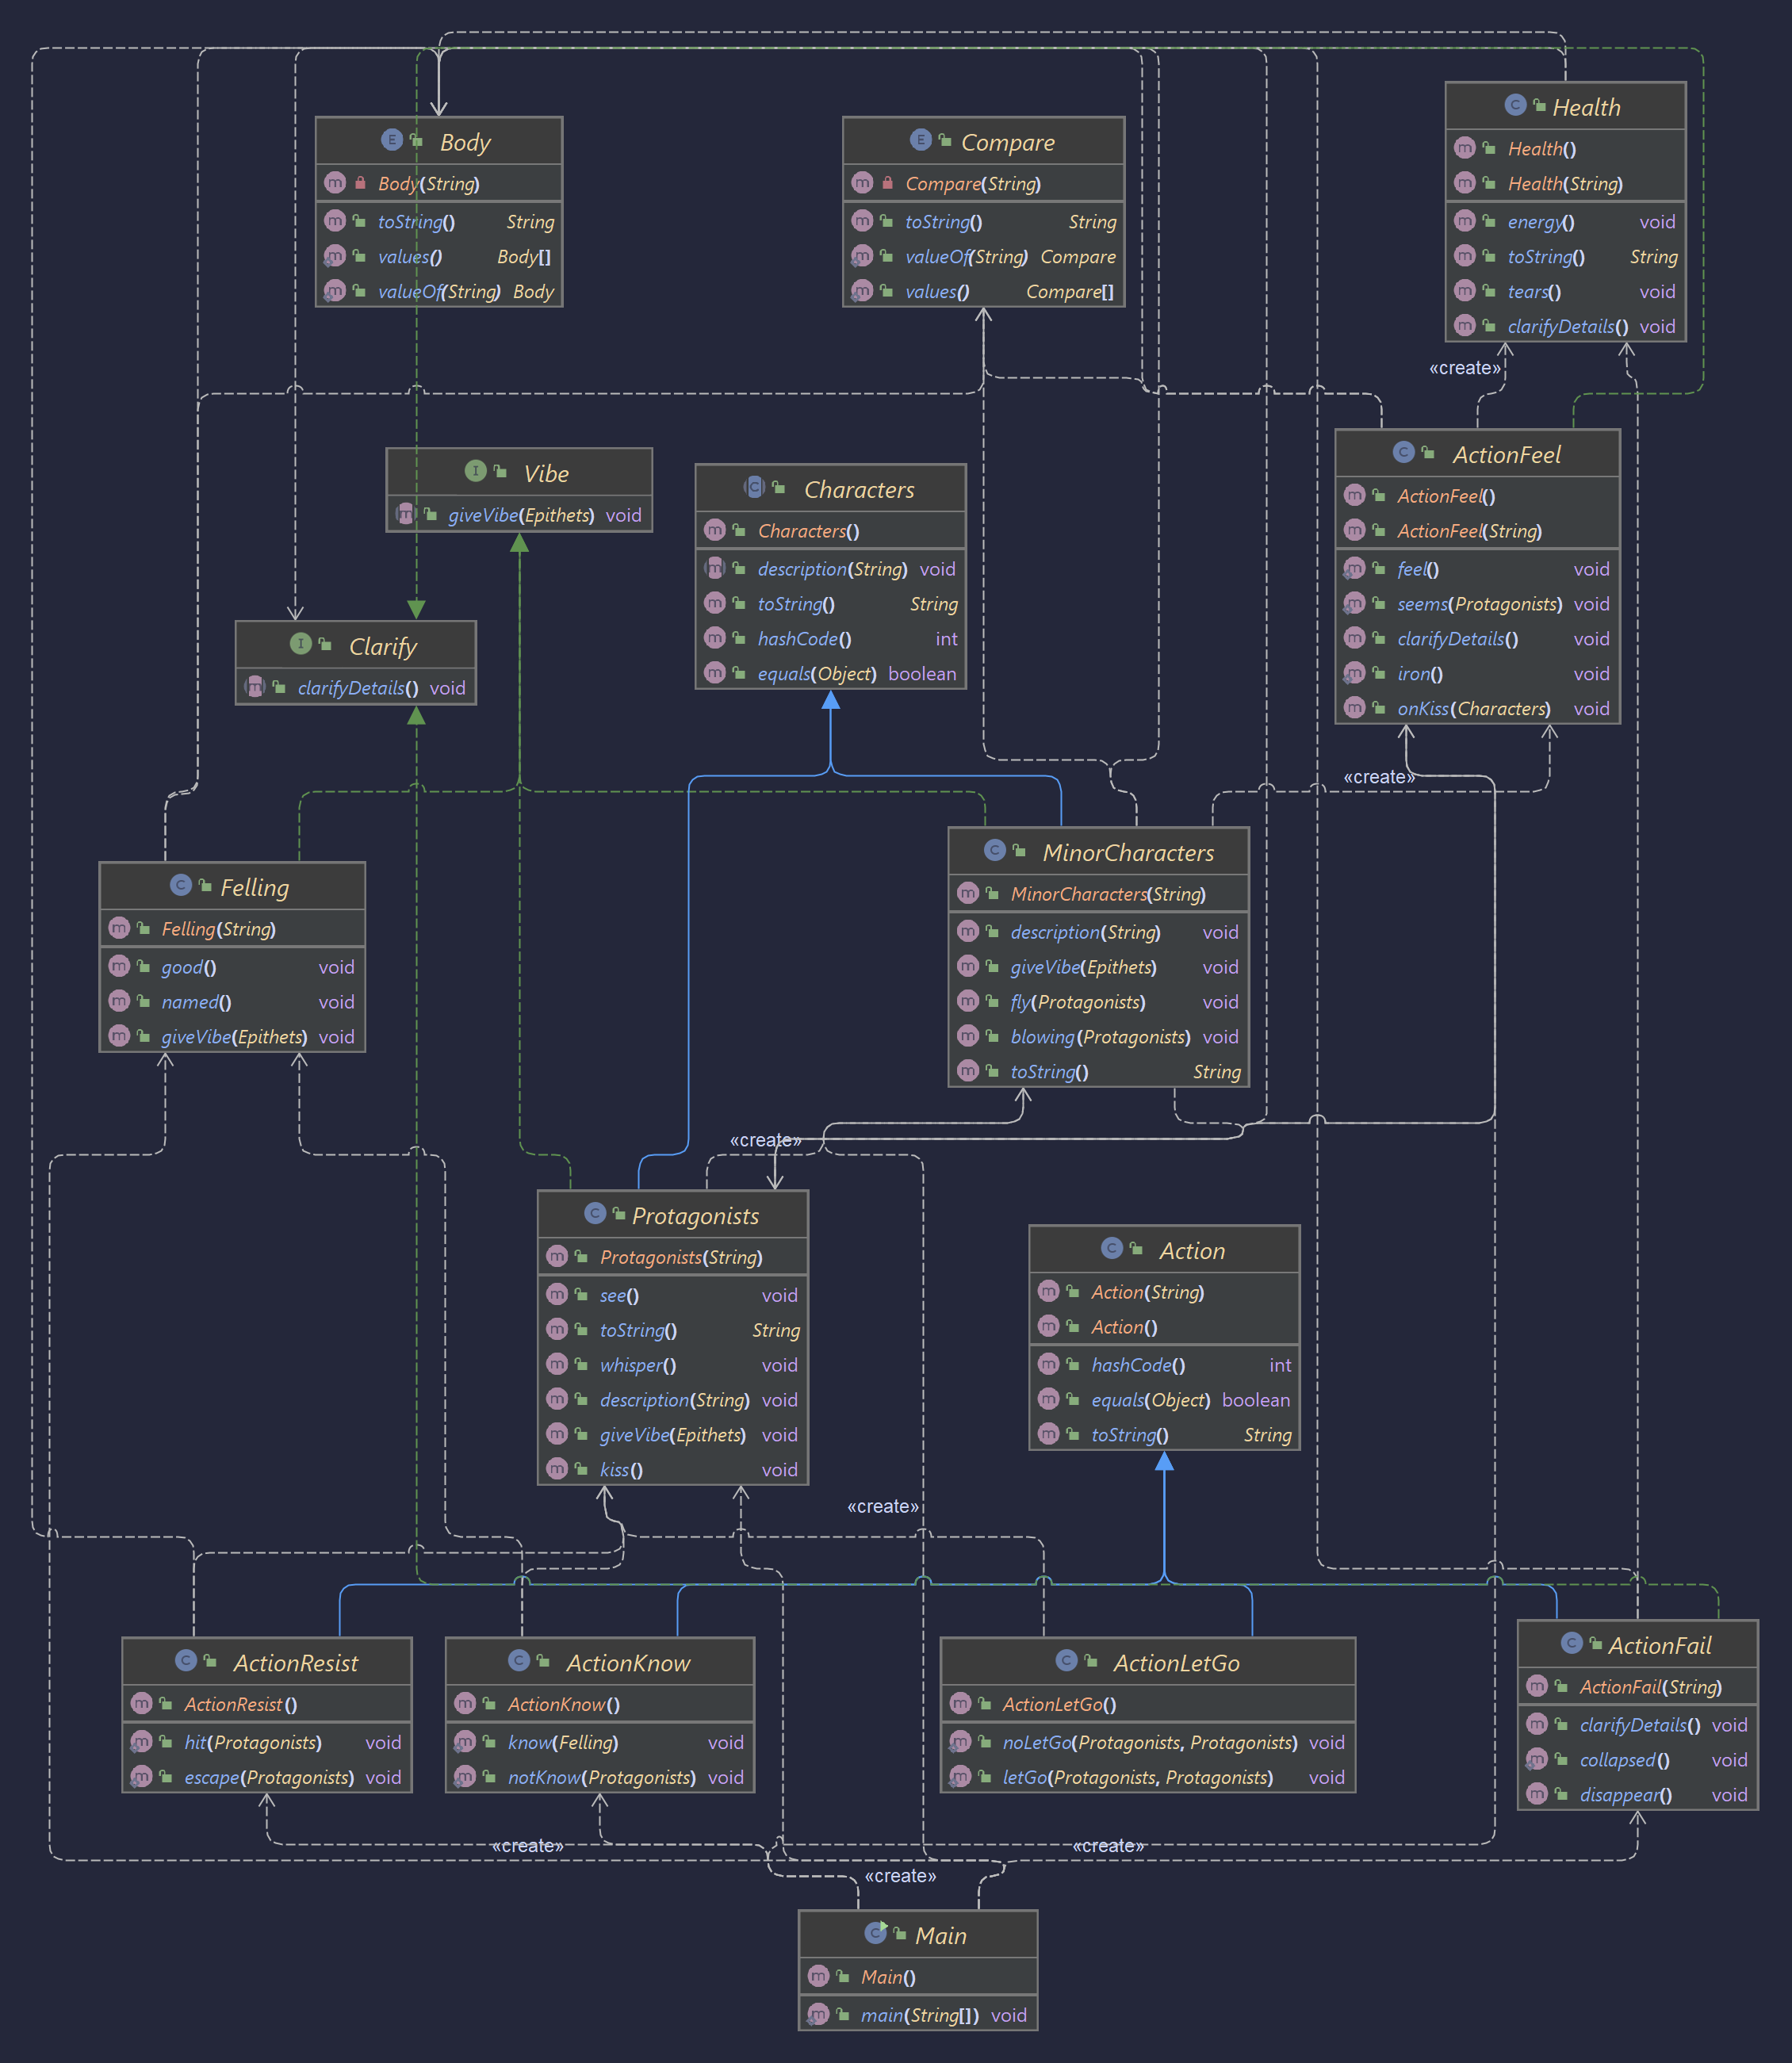 Body
Body(String)
toString() String
values() Body[]
valueOf(String) Body
Compare
Compare(String)
toString() String
valueOf(String) Compare
values() Compare[]
Health
Health()
Health(String)
energy() void
toString() String
tears() void
clarifyDetails() void
«create»
Vibe
giveVibe(Epithets) void
Characters
Characters()
description(String) void
toString() String
hashCode() int
equals(Object) boolean
ActionFeel
ActionFeel()
ActionFeel(String)
feel() void
seems(Protagonists) void
clarifyDetails() void
iron() void
onKiss(Characters) void
Clarify
clarifyDetails() void
«create»
Felling
Felling(String)
good() void
named() void
giveVibe(Epithets) void
MinorCharacters
MinorCharacters(String)
description(String) void
giveVibe(Epithets) void
fly(Protagonists) void
blowing(Protagonists) void
toString() String
«create»
Protagonists
Protagonists(String)
see() void
toString() String
whisper() void
description(String) void
giveVibe(Epithets) void
kiss() void
Action
Action(String)
Action()
hashCode() int
equals(Object) boolean
toString() String
«create»
ActionResist
ActionResist()
hit(Protagonists) void
escape(Protagonists) void
ActionKnow
ActionKnow()
know(Felling) void
notKnow(Protagonists) void
ActionLetGo
ActionLetGo()
noLetGo(Protagonists, Protagonists) void
letGo(Protagonists, Protagonists) void
ActionFail
ActionFail(String)
clarifyDetails() void
collapsed() void
disappear() void
«create»
«create»
«create»
Main
Main()
main(String[]) void